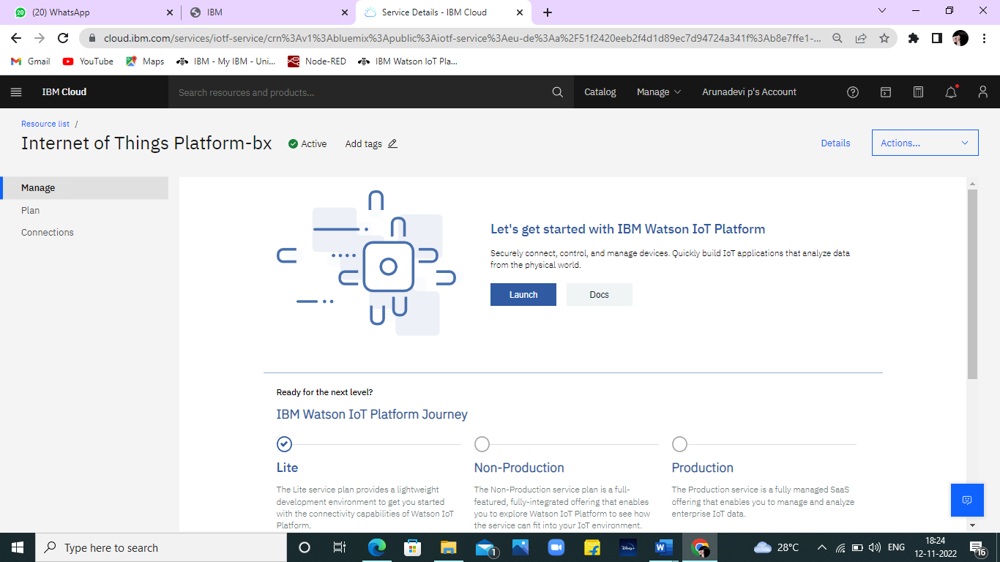 (20) WhatsApp
IBM
Service Details - IBM Cloud
cloud.ibm.com/services/iotf-service/crn%3Av1%3Abluemix%3Apublic%3Aiotf-service%3Aeu-de%3Aa%2F51f2420eeb2f4d1d89ec7d94724a341f%3Ab8e7ffe1-...
Gmail
YouTube
Maps
IBM - My IBM - Uni...
Node-RED
IBM Watson IoT Pla...
IBM Cloud
Search resources and products...
Catalog
Manage
Arunadevi p's Account
Resource list /
Internet of Things Platform-bx
Active
Add tags
Details
Actions...
Manage
Plan
Connections
Let's get started with IBM Watson IoT Platform
Securely connect, control, and manage devices. Quickly build IoT applications that analyze data
from the physical world.
Launch
Docs
Ready for the next level?
IBM Watson IoT Platform Journey
Lite
The Lite service plan provides a lightweight
development environment to get you started
with the connectivity capabilities of Watson IoT
Platform.
Non-Production
The Non-Production service plan is a full-
featured, fully-integrated offering that enables
you to explore Watson IoT Platform to see how
the service can fit into your IoT environment.
Production
The Production service is a fully managed SaaS
offering that enables you to manage and analyze
enterprise IoT data.
Type here to search
1
28°C
ENG
18:24
12-11-2022
16